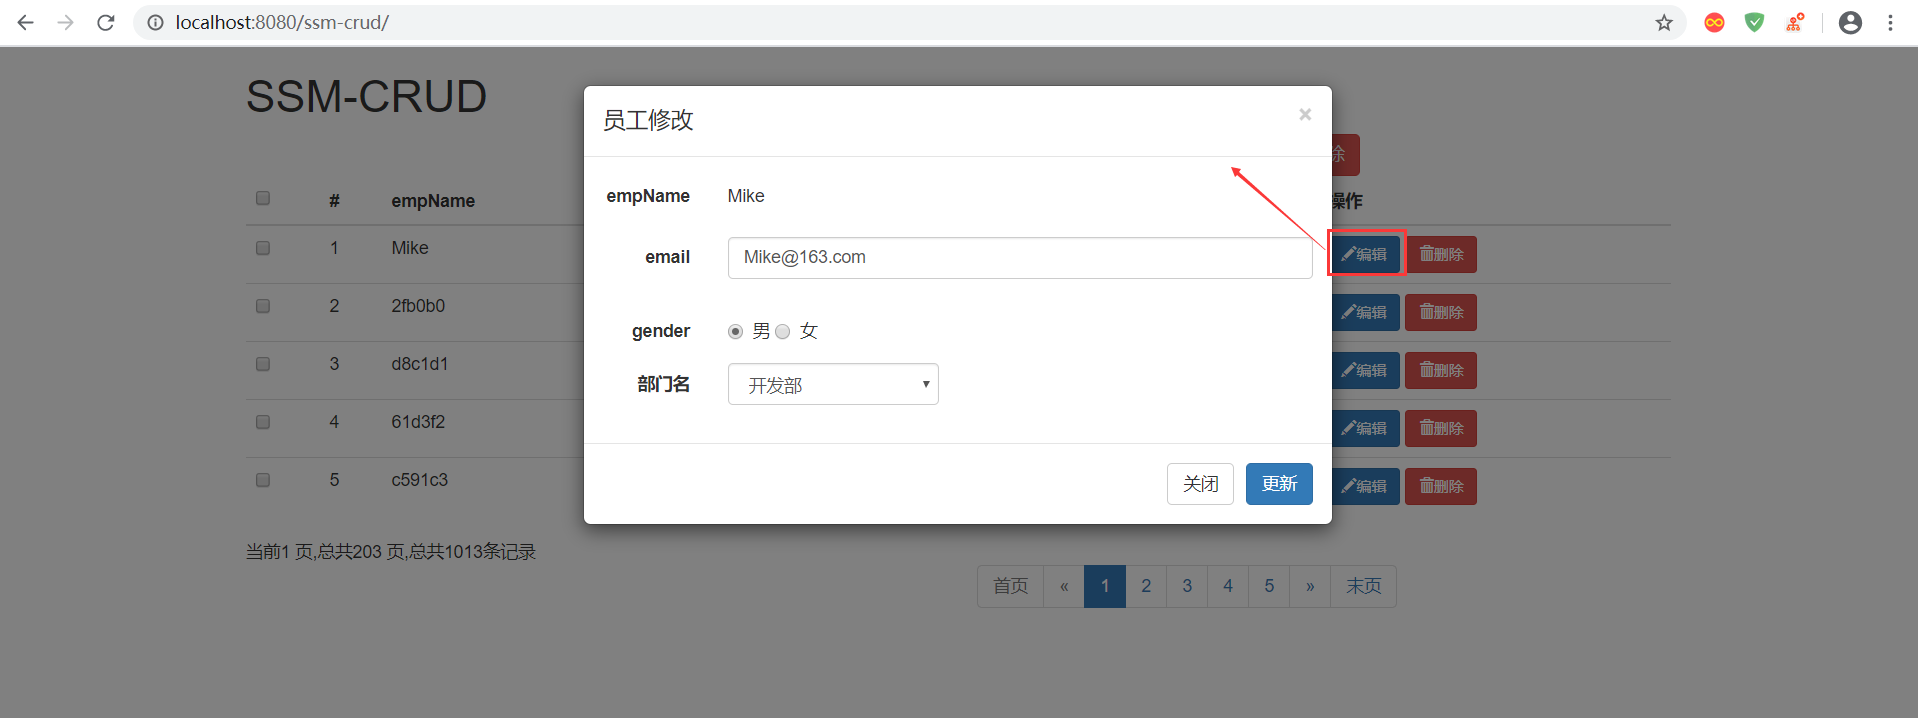 localhost:8080/ssm-crud/
SSM-CRUD
员工修改
×
除
# empName 操作
empName Mike
1 Mike 编辑 删除
email Mike@163.com
2 2fb0b0 编辑 删除
gender 男 女
3 d8c1d1 编辑 删除
部门名 开发部
4 61d3f2 编辑 删除
5 c591c3 编辑 删除
关闭 更新
当前1 页,总共203 页,总共1013条记录
首页 « 1 2 3 4 5 » 末页